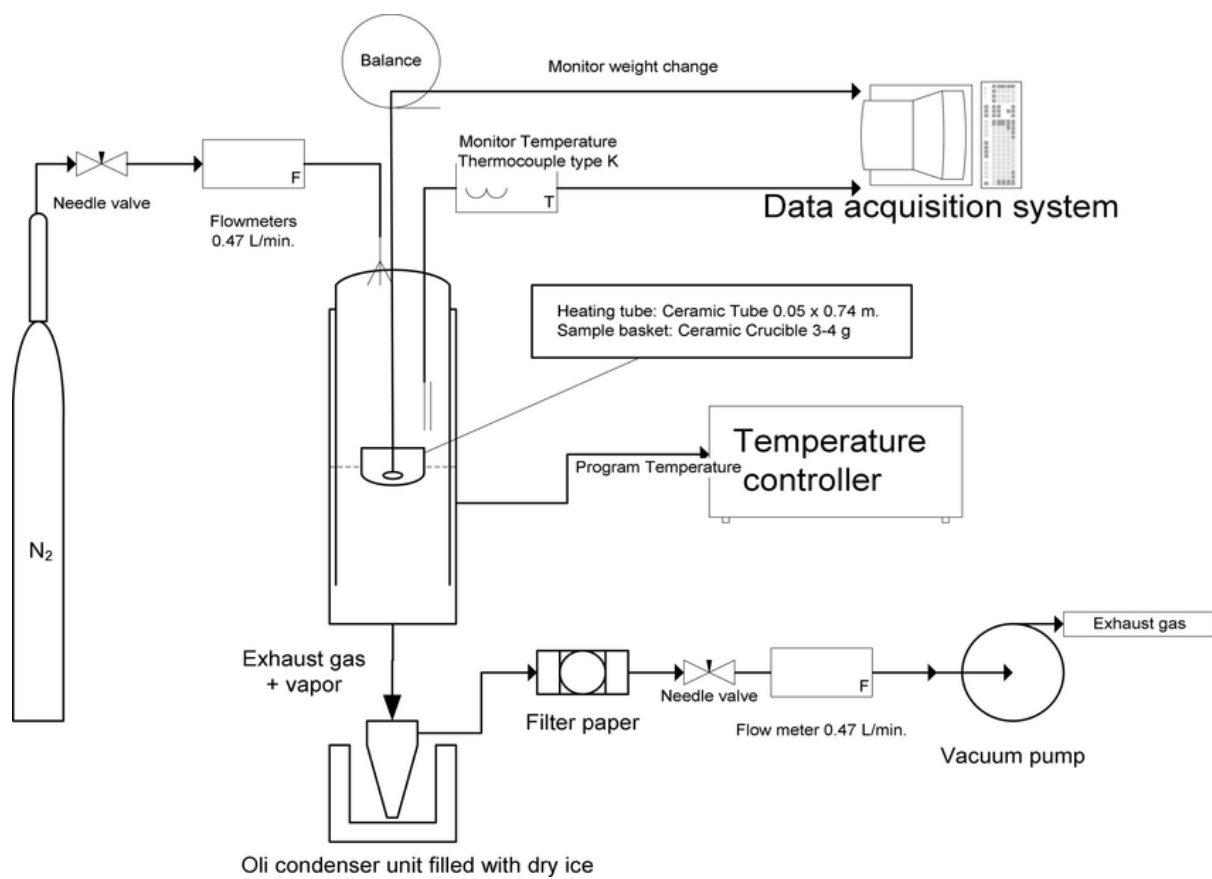 Balance
Monitor weight change
Monitor Temperature
Thermocouple type K
F
T
Needle valve
Flowmeters
0.47 L/min.
Data acquisition system
Heating tube: Ceramic Tube 0.05 x 0.74 m.
Sample basket: Ceramic Crucible 3-4 g
Temperature
controller
Program Temperature
N₂
Exhaust gas
Exhaust gas
+ vapor
Needle valve
F
Filter paper
Flow meter 0.47 L/min.
Vacuum pump
Oli condenser unit filled with dry ice